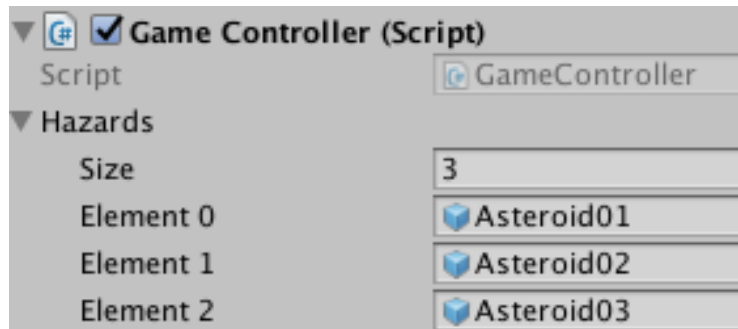 Game Controller (Script)
Script GameController
Hazards
Size 3
Element 0 Asteroid01
Element 1 Asteroid02
Element 2 Asteroid03